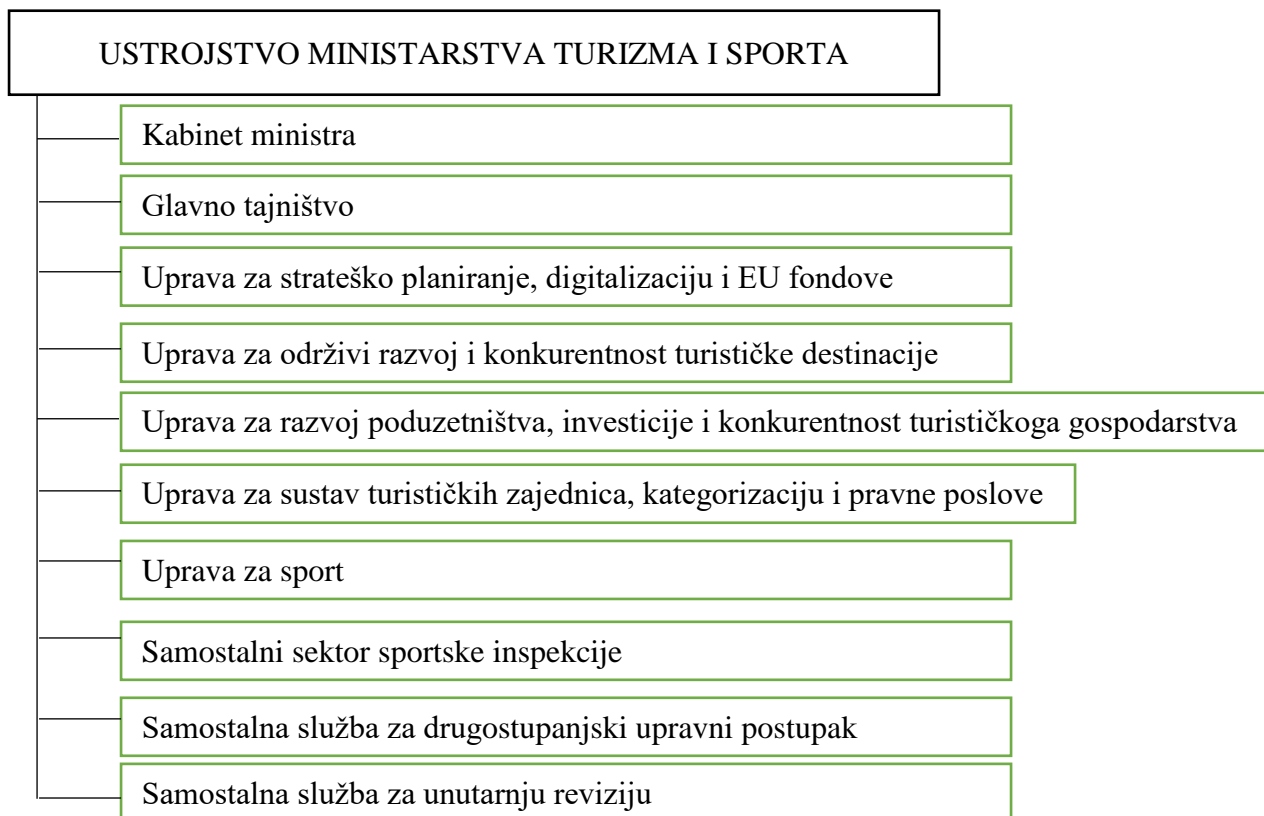 USTROJSTVO MINISTARSTVA TURIZMA I SPORTA
Kabinet ministra
Glavno tajništvo
Uprava za strateško planiranje, digitalizaciju i EU fondove
Uprava za održivi razvoj i konkurentnost turističke destinacije
Uprava za razvoj poduzetništva, investicije i konkurentnost turističkoga gospodarstva
Uprava za sustav turističkih zajednica, kategorizaciju i pravne poslove
Uprava za sport
Samostalni sektor sportske inspekcije
Samostalna služba za drugostupanjski upravni postupak
Samostalna služba za unutarnju reviziju